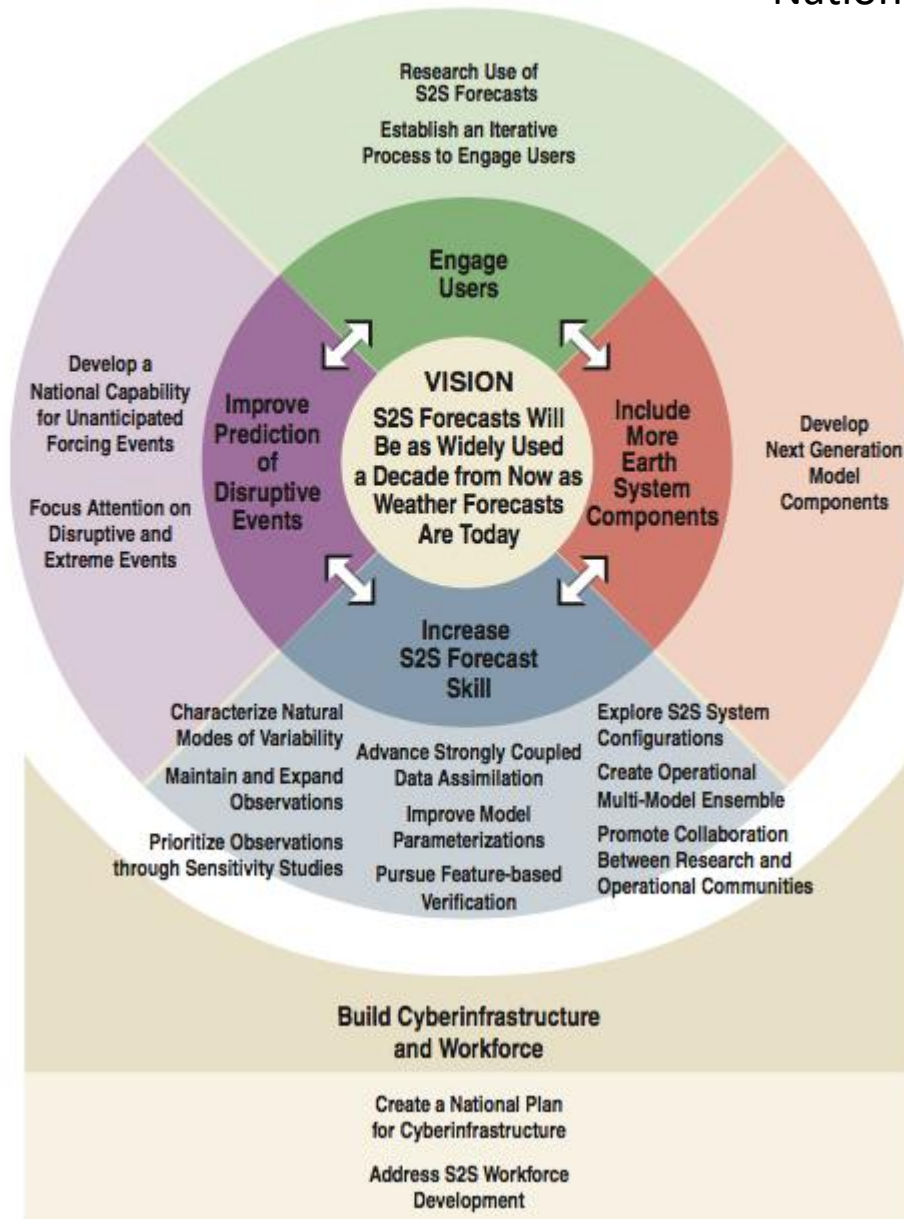 Research Use of
S2S Forecasts
Establish an Iterative
Process to Engage Users
Engage
Users
Develop a
National Capability
for Unanticipated
Forcing Events
Focus Attention on
Disruptive and
Extreme Events
Improve
Prediction
of
Disruptive
Events
VISION
S2S Forecasts Will
Be as Widely Used
a Decade from Now as
Weather Forecasts
Are Today
Include
More
Earth
System
Components
Develop
Next Generation
Model
Components
Increase
S2S Forecast
Skill
Characterize Natural
Modes of Variability
Maintain and Expand
Observations
Prioritize Observations
through Sensitivity Studies
Advance Strongly Coupled
Data Assimilation
Improve Model
Parameterizations
Pursue Feature-based
Verification
Explore S2S System
Configurations
Create Operational
Multi-Model Ensemble
Promote Collaboration
Between Research and
Operational Communities
Build Cyberinfrastructure
and Workforce
Create a National Plan
for Cyberinfrastructure
Address S2S Workforce
Development